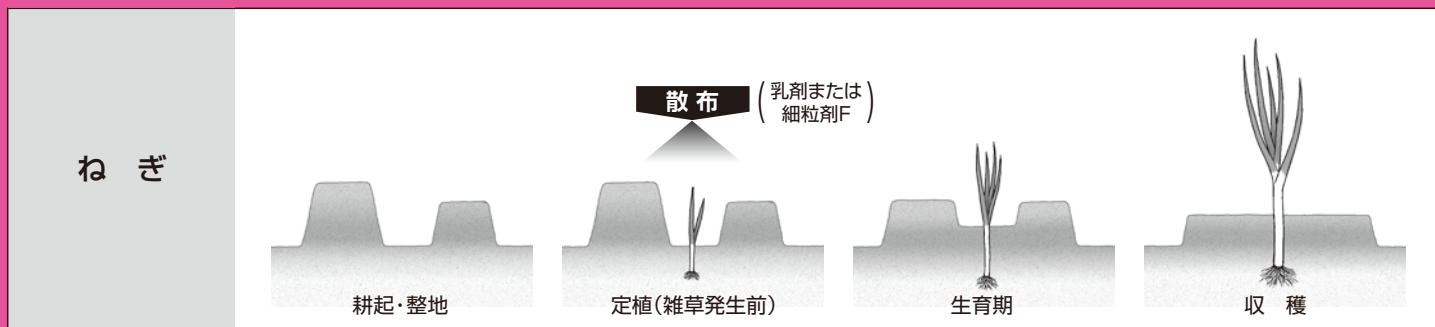 ね ぎ
散布
(乳剤または
細粒剤F)
耕起・整地
定植(雑草発生前)
生育期
収 穫